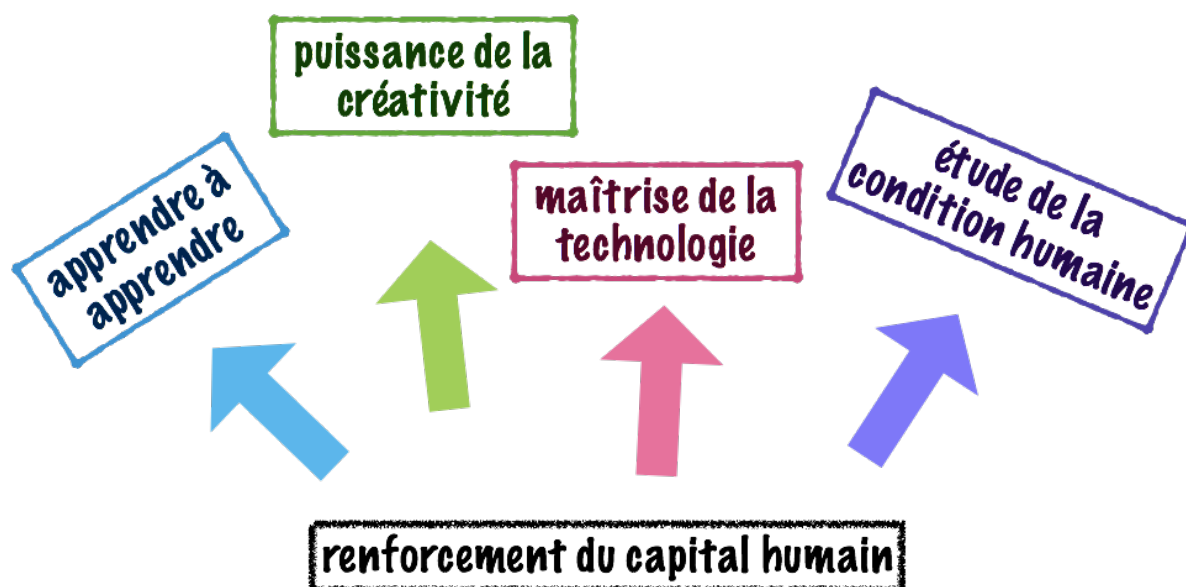 puissance de la
créativité
apprendre à
apprendre
maîtrise de la
technologie
étude de la
condition humaine
renforcement du capital humain